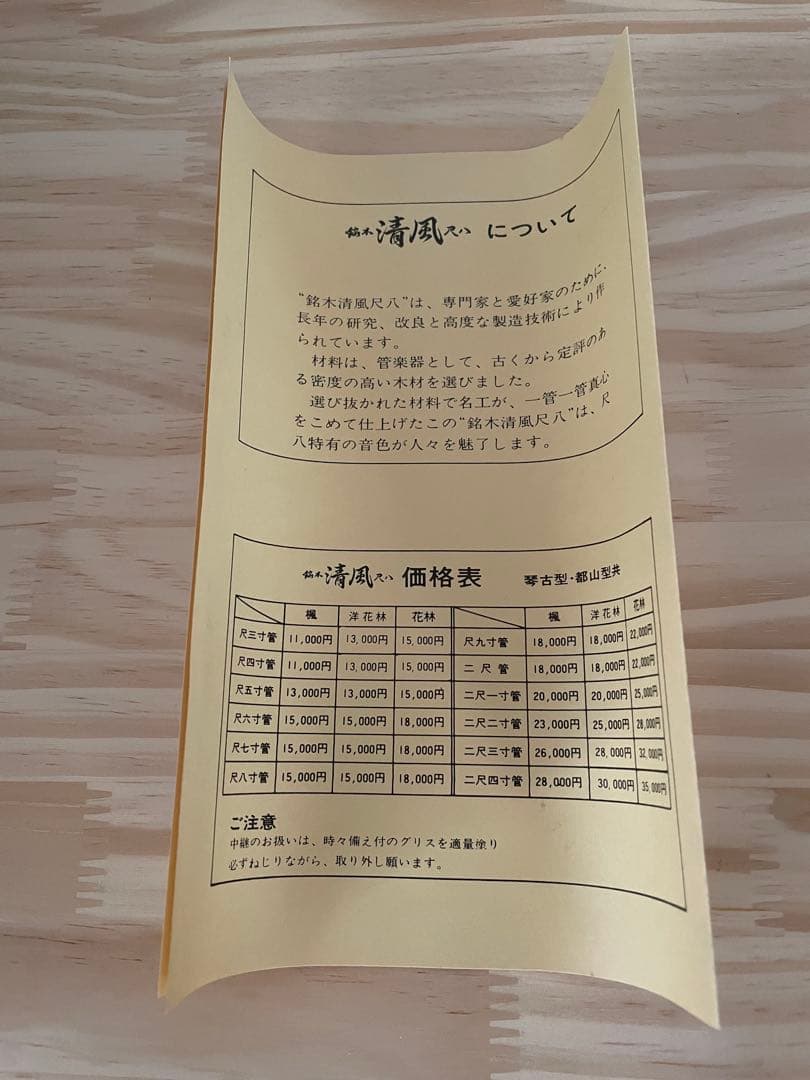 銘木 清風 尺八 について
“銘木清風尺八”は、専門家と愛好家のために、
長年の研究、改良と高度な製造技術により作
られています。
材料は、管楽器として、古くから定評のあ
る密度の高い木材を選びました。
選び抜かれた材料で名工が、一管一管真心
をこめて仕上げたこの“銘木清風尺八”は、尺
八特有の音色が人々を魅了します。
銘木 清風 尺八 価格表 琴古型・都山型共
楓 洋花林 花林 楓 洋花林 花林
尺三寸管 11,000円 13,000円 15,000円 尺九寸管 18,000円 18,000円 22,000円
尺四寸管 11,000円 13,000円 15,000円 二尺管 18,000円 18,000円 22,000円
尺五寸管 13,000円 13,000円 15,000円 二尺一寸管 20,000円 20,000円 25,000円
尺六寸管 15,000円 15,000円 18,000円 二尺二寸管 23,000円 25,000円 28,000円
尺七寸管 15,000円 15,000円 18,000円 二尺三寸管 26,000円 28,000円 32,000円
尺八寸管 15,000円 15,000円 18,000円 二尺四寸管 28,000円 30,000円 35,000円
ご注意
中継のお扱いは、時々備え付のグリスを適量塗り
必ずねじりながら、取り外し願います。